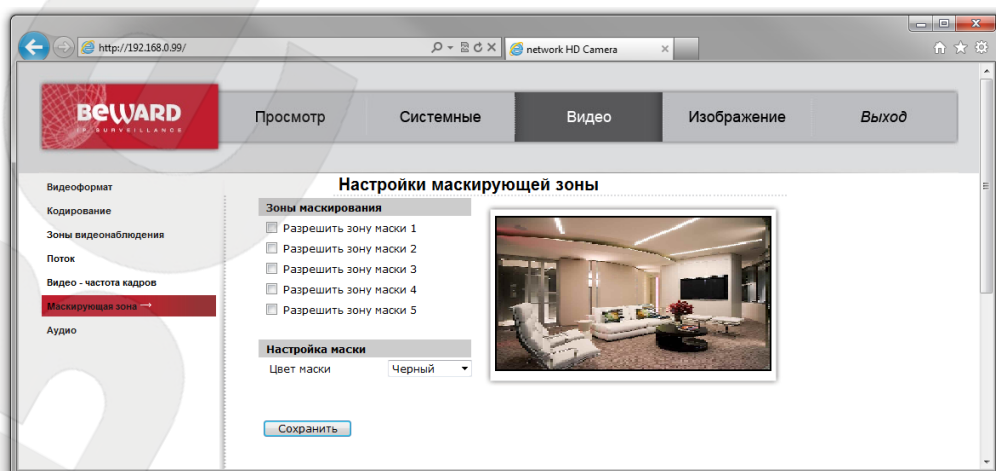 http://192.168.0.99/
network HD Camera
BEWARD
IP SURVEILLANCE
Просмотр
Системные
Видео
Изображение
Выход
Видеоформат
Кодирование
Зоны видеонаблюдения
Поток
Видео - частота кадров
Маскирующая зона →
Аудио
Настройки маскирующей зоны
Зоны маскирования
Разрешить зону маски 1
Разрешить зону маски 2
Разрешить зону маски 3
Разрешить зону маски 4
Разрешить зону маски 5
Настройка маски
Цвет маски Черный
Сохранить